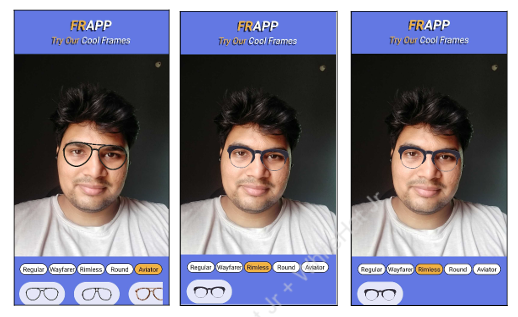 FRAPP
Try Our Cool Frames
Regular Wayfarer Rimless Round Aviator
FRAPP
Try Our Cool Frames
Regular Wayfarer Rimless Round Aviator
FRAPP
Try Our Cool Frames
Regular Wayfarer Rimless Round Aviator